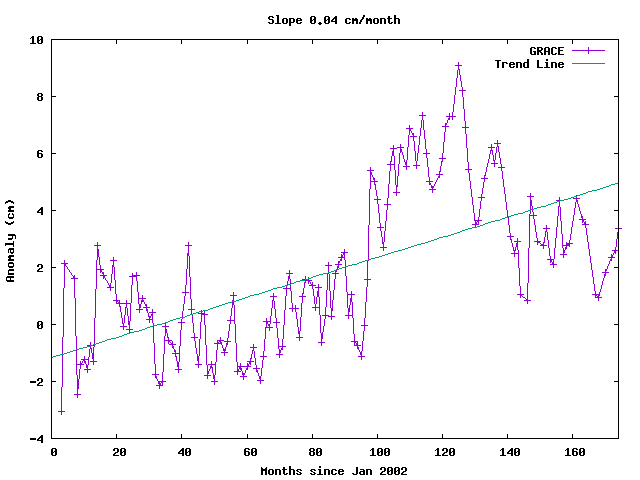 Slope 0.04 cm/month
GRACE
Trend Line
10
8
6
4
2
0
-2
-4
Anomaly (cm)
0 20 40 60 80 100 120 140 160
Months since Jan 2002